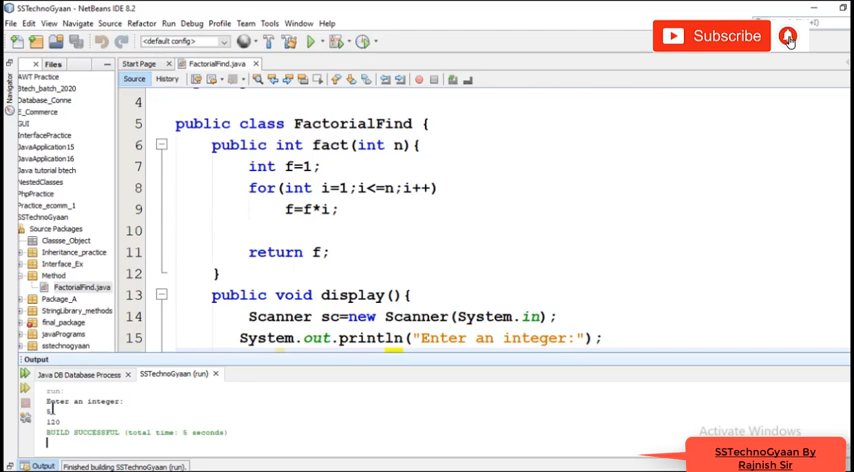 SSTechnoGyaan - NetBeans IDE 8.2
File Edit View Navigate Source Refactor Run Debug Profile Team Tools Window Help
<default config>
Subscribe
Files
Start Page
FactorialFind.java
Navigator
Source History
AWT Practice
Btech_batch_2020
Database_Conne
E_Commerce
GUI
InterfacePractice
JavaApplication15
JavaApplication16
Java tutorial btech
NestedClasses
PhpPractice
Practice_ecomm_1
SSTechnoGyaan
Source Packages
Classse_Object
Inheritance_practice
Interface_Ex
Method
FactorialFind.java
Package_A
StringLibrary_methods
final_package
javaPrograms
sstechnogyaan
4
5 public class FactorialFind {
6 public int fact(int n){
7 int f=1;
8 for(int i=1;i<=n;i++)
9 f=f*i;
10
11 return f;
12 }
13 public void display(){
14 Scanner sc=new Scanner(System.in);
15 System.out.println("Enter an integer:");
Output
Java DB Database Process
SSTechnoGyaan (run)
run:
Enter an integer:
5
120
BUILD SUCCESSFUL (total time: 5 seconds)
Activate Windows
SSTechnoGyaan By
Rajnish Sir
Output
Finished building SSTechnoGyaan (run).